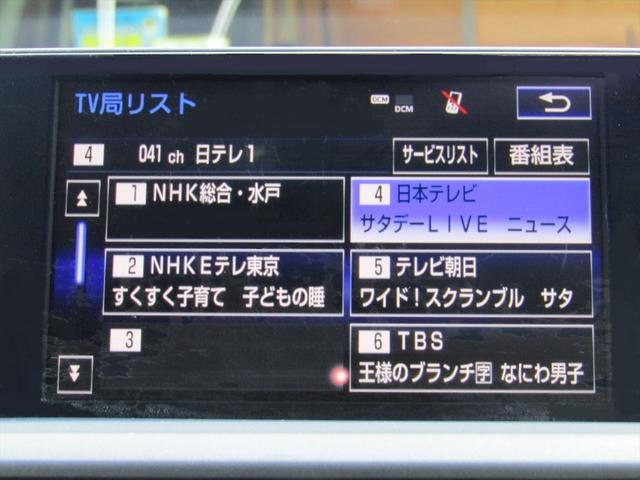 TV局リスト
DCM DCM
4 041 ch 日テレ1 サービスリスト 番組表
1 NHK総合・水戸
4 日本テレビ
サタデーLIVE ニュース
2 NHKEテレ東京
すくすく子育て 子どもの睡
5 テレビ朝日
ワイド!スクランブル サタ
3
6 TBS
王様のブランチ字 なにわ男子